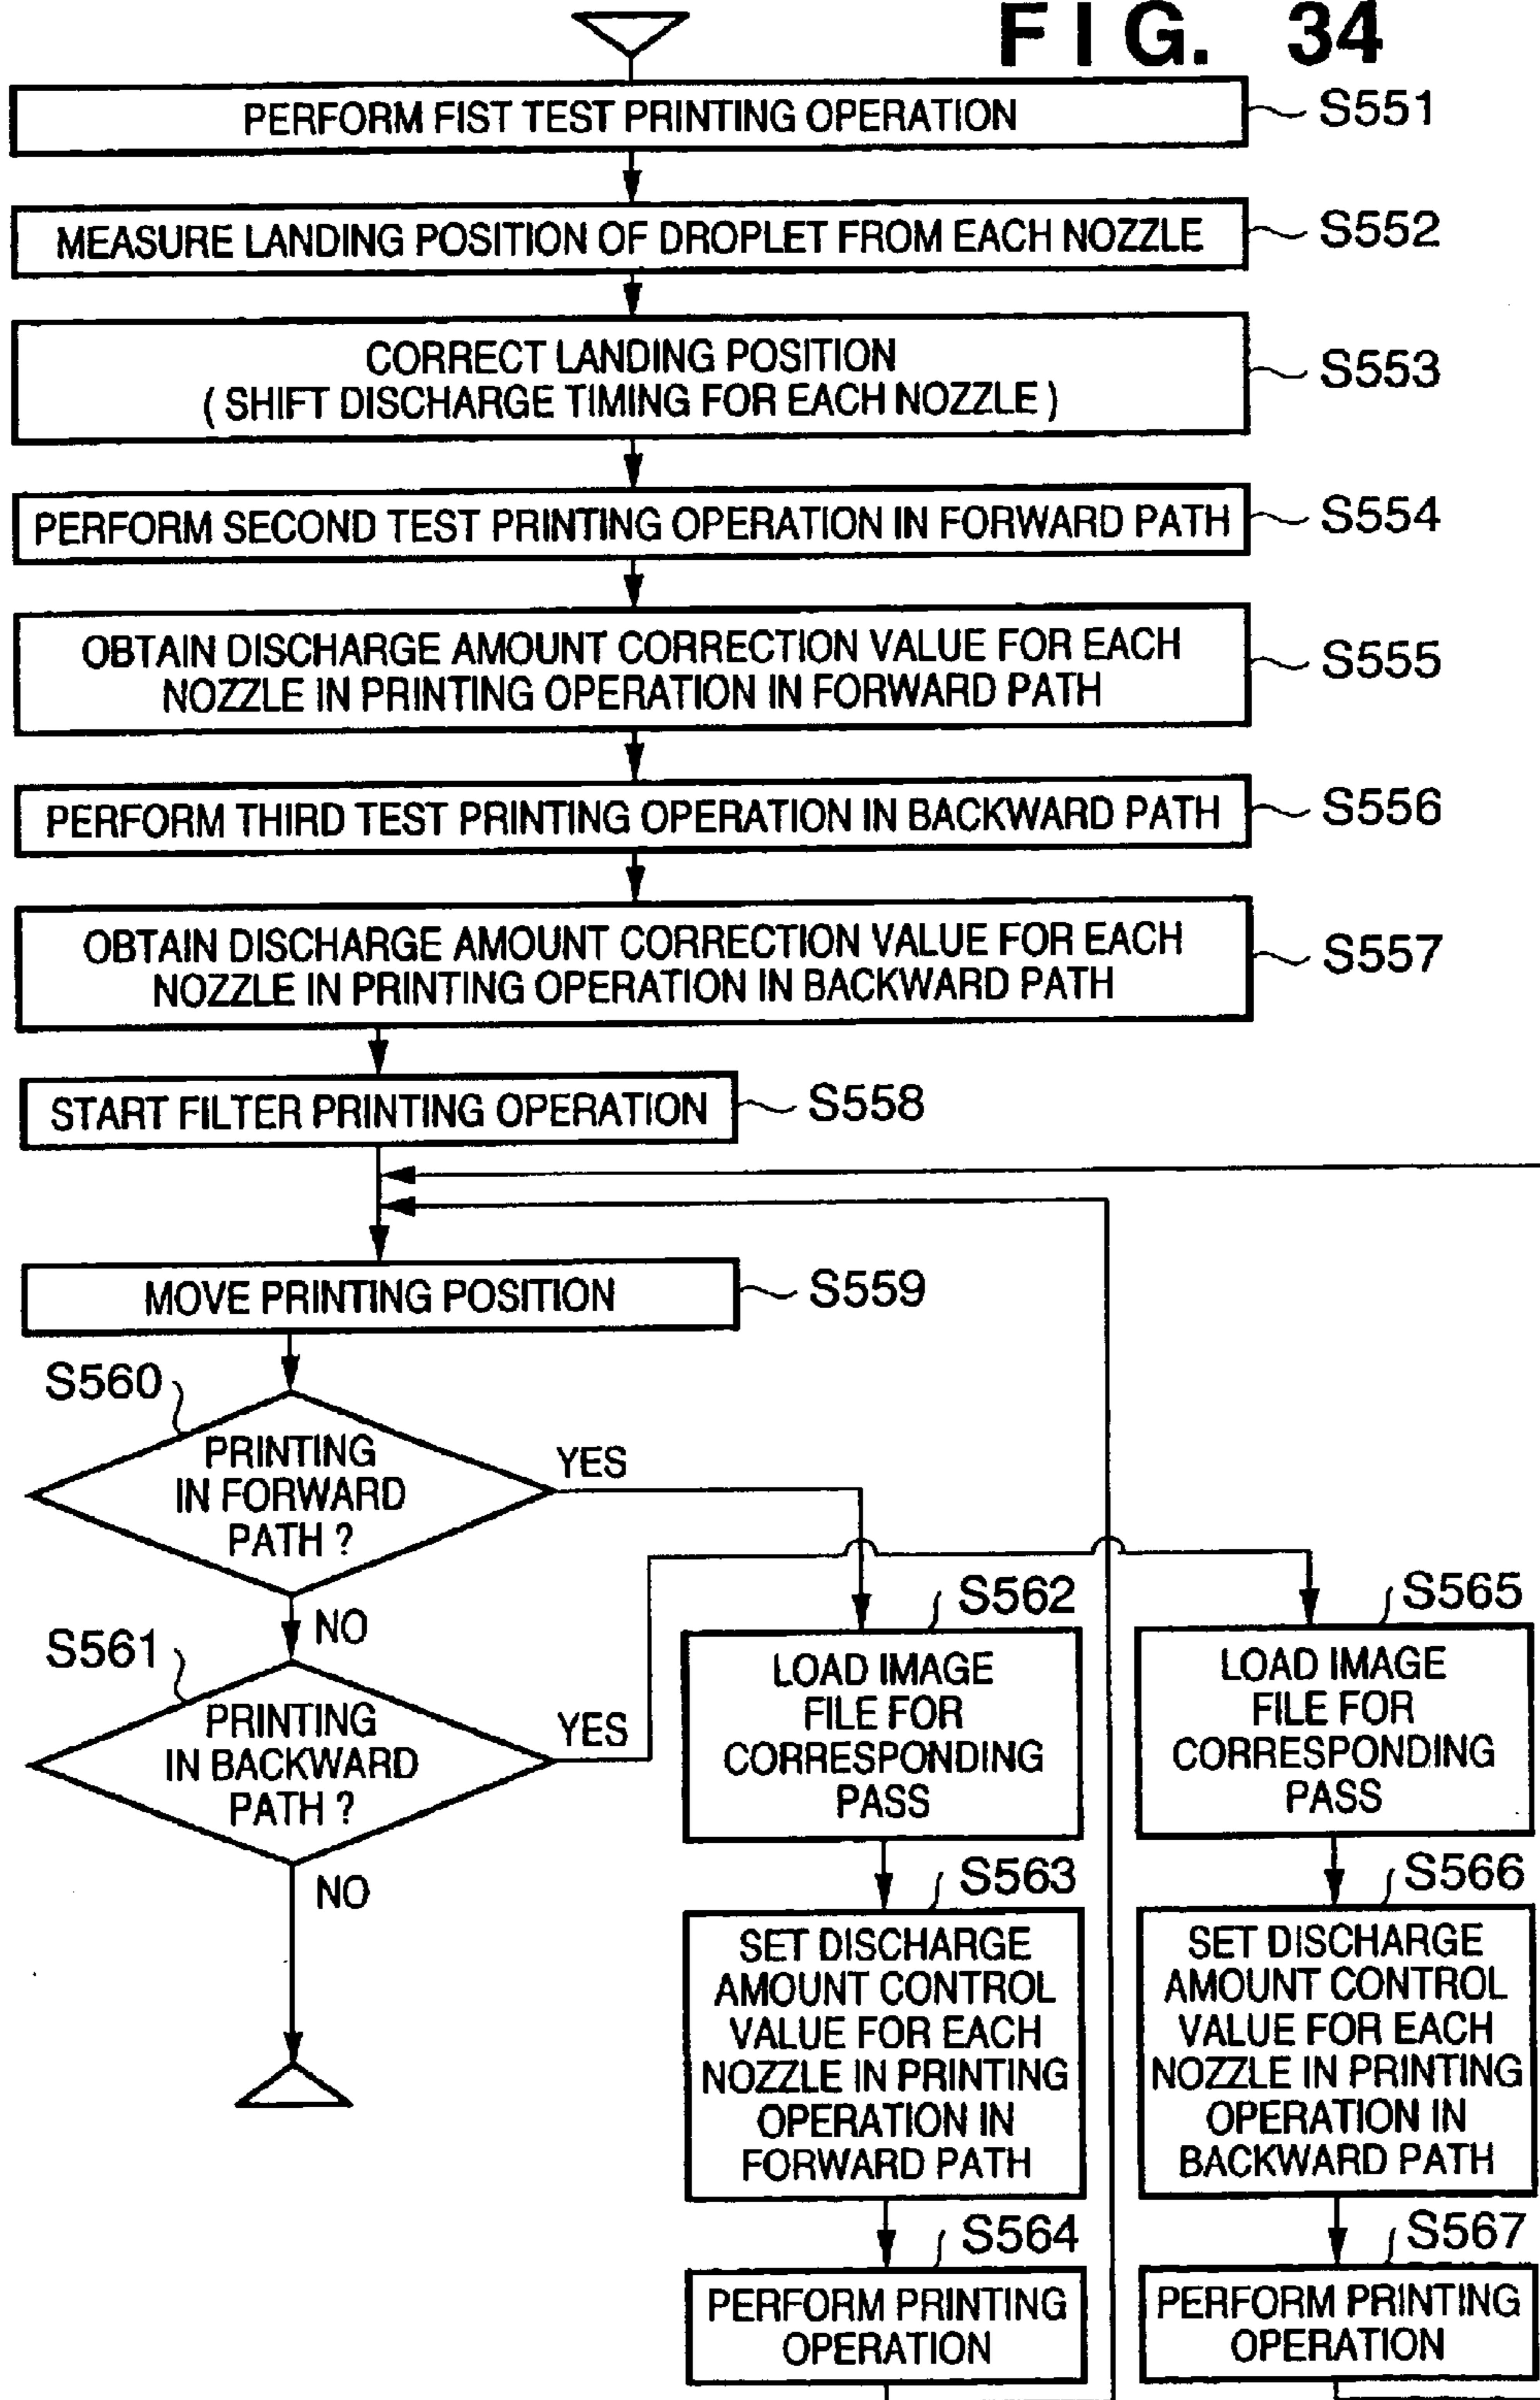 FIG. 34
PERFORM FIST TEST PRINTING OPERATION
S551
MEASURE LANDING POSITION OF DROPLET FROM EACH NOZZLE
S552
CORRECT LANDING POSITION
( SHIFT DISCHARGE TIMING FOR EACH NOZZLE )
S553
PERFORM SECOND TEST PRINTING OPERATION IN FORWARD PATH
S554
OBTAIN DISCHARGE AMOUNT CORRECTION VALUE FOR EACH
NOZZLE IN PRINTING OPERATION IN FORWARD PATH
S555
PERFORM THIRD TEST PRINTING OPERATION IN BACKWARD PATH
S556
OBTAIN DISCHARGE AMOUNT CORRECTION VALUE FOR EACH
NOZZLE IN PRINTING OPERATION IN BACKWARD PATH
S557
START FILTER PRINTING OPERATION
S558
MOVE PRINTING POSITION
S559
S560
PRINTING
IN FORWARD
PATH ?
YES
NO
S561
PRINTING
IN BACKWARD
PATH ?
YES
NO
S562
LOAD IMAGE
FILE FOR
CORRESPONDING
PASS
S563
SET DISCHARGE
AMOUNT CONTROL
VALUE FOR EACH
NOZZLE IN PRINTING
OPERATION IN
FORWARD PATH
S564
PERFORM PRINTING
OPERATION
S565
LOAD IMAGE
FILE FOR
CORRESPONDING
PASS
S566
SET DISCHARGE
AMOUNT CONTROL
VALUE FOR EACH
NOZZLE IN PRINTING
OPERATION IN
BACKWARD PATH
S567
PERFORM PRINTING
OPERATION